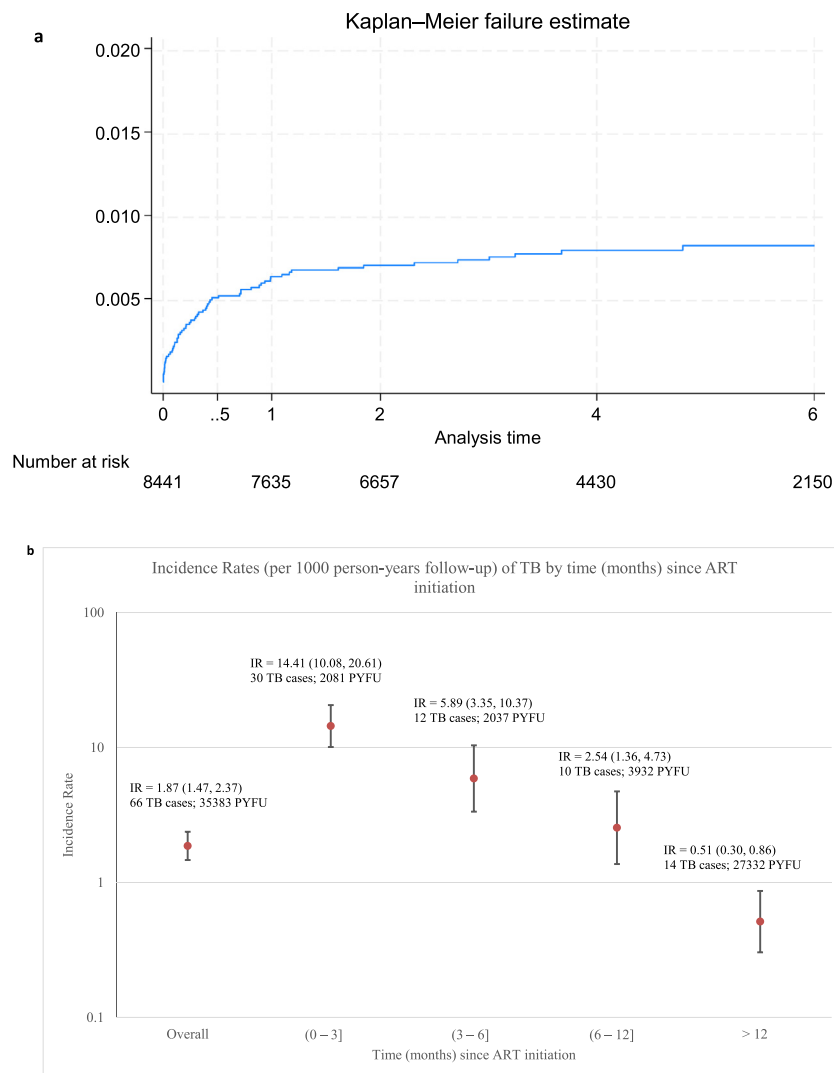 a
Kaplan–Meier failure estimate
0.020
0.015
0.010
0.005
0 ..5 1 2 4 6
Analysis time
Number at risk
8441 7635 6657 4430 2150
b
Incidence Rates (per 1000 person-years follow-up) of TB by time (months) since ART
initiation
100
IR = 14.41 (10.08, 20.61)
30 TB cases; 2081 PYFU
IR = 5.89 (3.35, 10.37)
12 TB cases; 2037 PYFU
10
IR = 2.54 (1.36, 4.73)
10 TB cases; 3932 PYFU
IR = 1.87 (1.47, 2.37)
66 TB cases; 35383 PYFU
Incidence Rate
IR = 0.51 (0.30, 0.86)
14 TB cases; 27332 PYFU
1
0.1
Overall (0 – 3] (3 – 6] (6 – 12] > 12
Time (months) since ART initiation